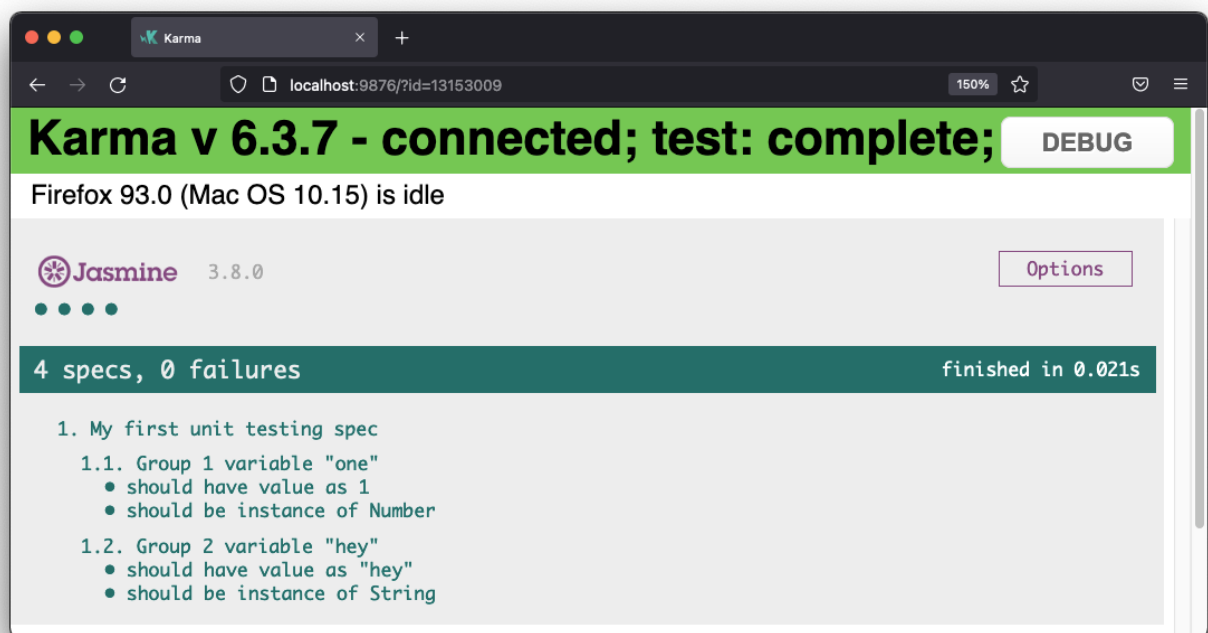 Karma
localhost:9876/?id=13153009
150%
Karma v 6.3.7 - connected; test: complete;
DEBUG
Firefox 93.0 (Mac OS 10.15) is idle
Jasmine 3.8.0
Options
4 specs, 0 failures
finished in 0.021s
1. My first unit testing spec
1.1. Group 1 variable "one"
• should have value as 1
• should be instance of Number
1.2. Group 2 variable "hey"
• should have value as "hey"
• should be instance of String